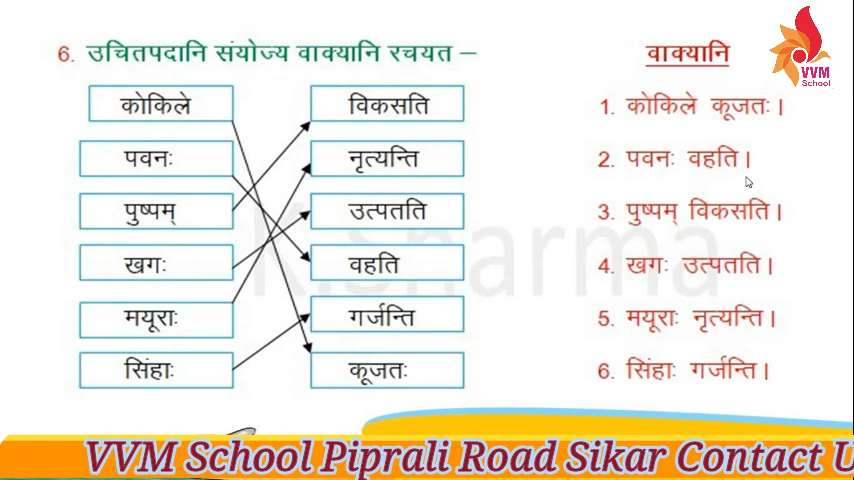 6. उचितपदानि संयोज्य वाक्यानि रचयत –
कोकिले
पवनः
पुष्पम्
खगः
मयूराः
सिंहाः
विकसति
नृत्यन्ति
उत्पतति
वहति
गर्जन्ति
कूजतः
वाक्यानि
1. कोकिले कूजतः।
2. पवनः वहति।
3. पुष्पम् विकसति।
4. खगः उत्पतति।
5. मयूराः नृत्यन्ति।
6. सिंहाः गर्जन्ति।
VVM
School
K.sharma
VVM School Piprali Road Sikar Contact U